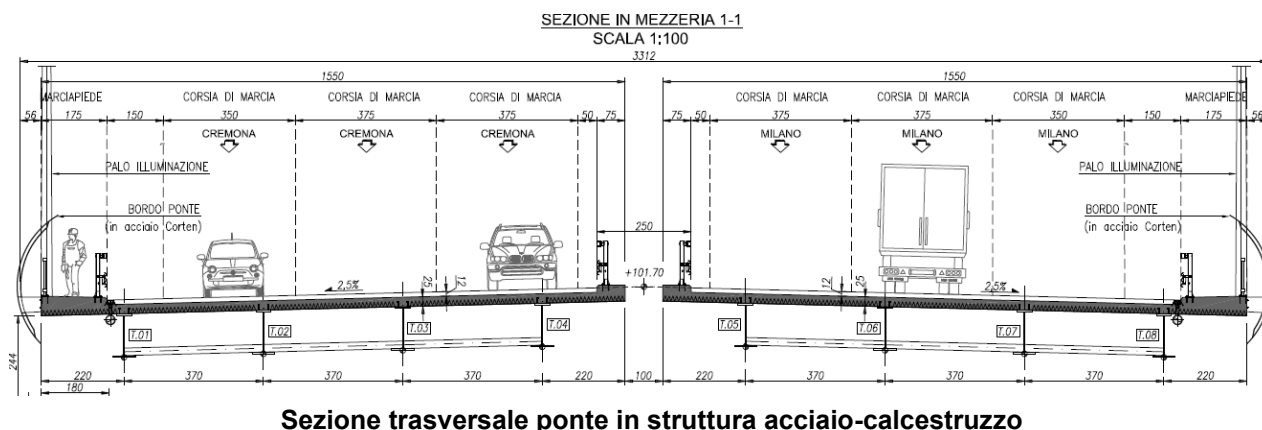 SEZIONE IN MEZZERIA 1-1
SCALA 1:100
3312
1550 1550
MARCIAPIEDE CORSIA DI MARCIA CORSIA DI MARCIA CORSIA DI MARCIA CORSIA DI MARCIA CORSIA DI MARCIA CORSIA DI MARCIA MARCIAPIEDE
56 175 150 350 375 375 50 75 75 50 375 375 350 150 175 56
CREMONA CREMONA CREMONA MILANO MILANO MILANO
PALO ILLUMINAZIONE PALO ILLUMINAZIONE
BORDO PONTE BORDO PONTE
(in acciaio Corten) (in acciaio Corten)
250
+101.70
2,5% 25 12 12 25 2,5%
T.01 T.02 T.03 T.04 T.05 T.06 T.07 T.08
244
220 370 370 370 220 100 220 370 370 370 220
180
Sezione trasversale ponte in struttura acciaio-calcestruzzo